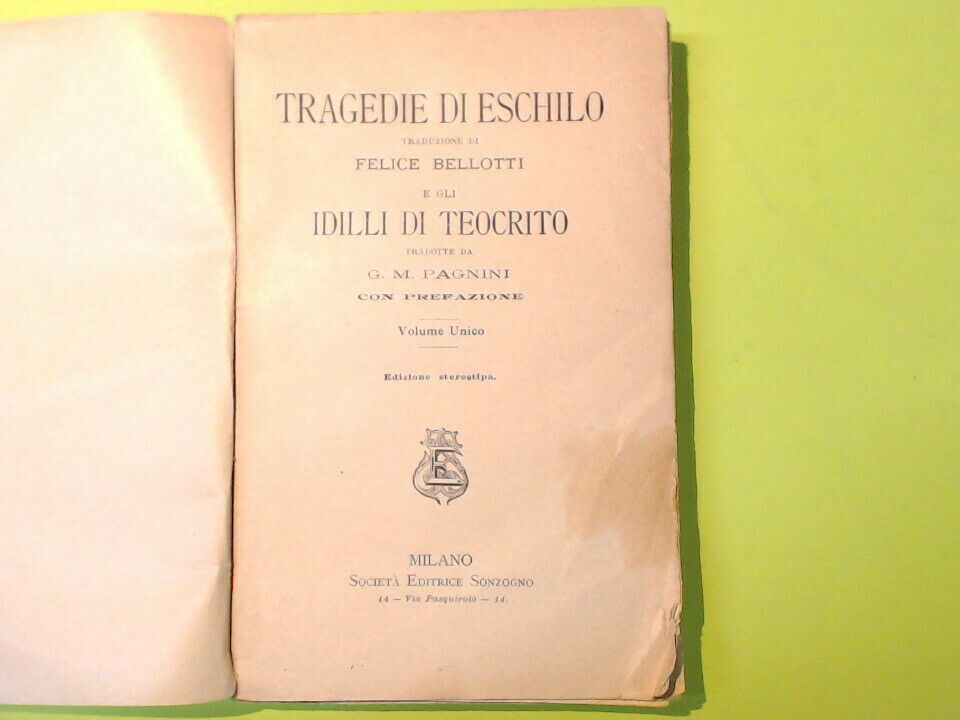 TRAGEDIE DI ESCHILO
TRADUZIONE DI
FELICE BELLOTTI
E GLI
IDILLI DI TEOCRITO
TRADOTTE DA
G. M. PAGNINI
CON PREFAZIONE
Volume Unico
Edizione stereotipa.
E
MILANO
SOCIETÀ EDITRICE SONZOGNO
14 — Via Pasquirolo — 14.